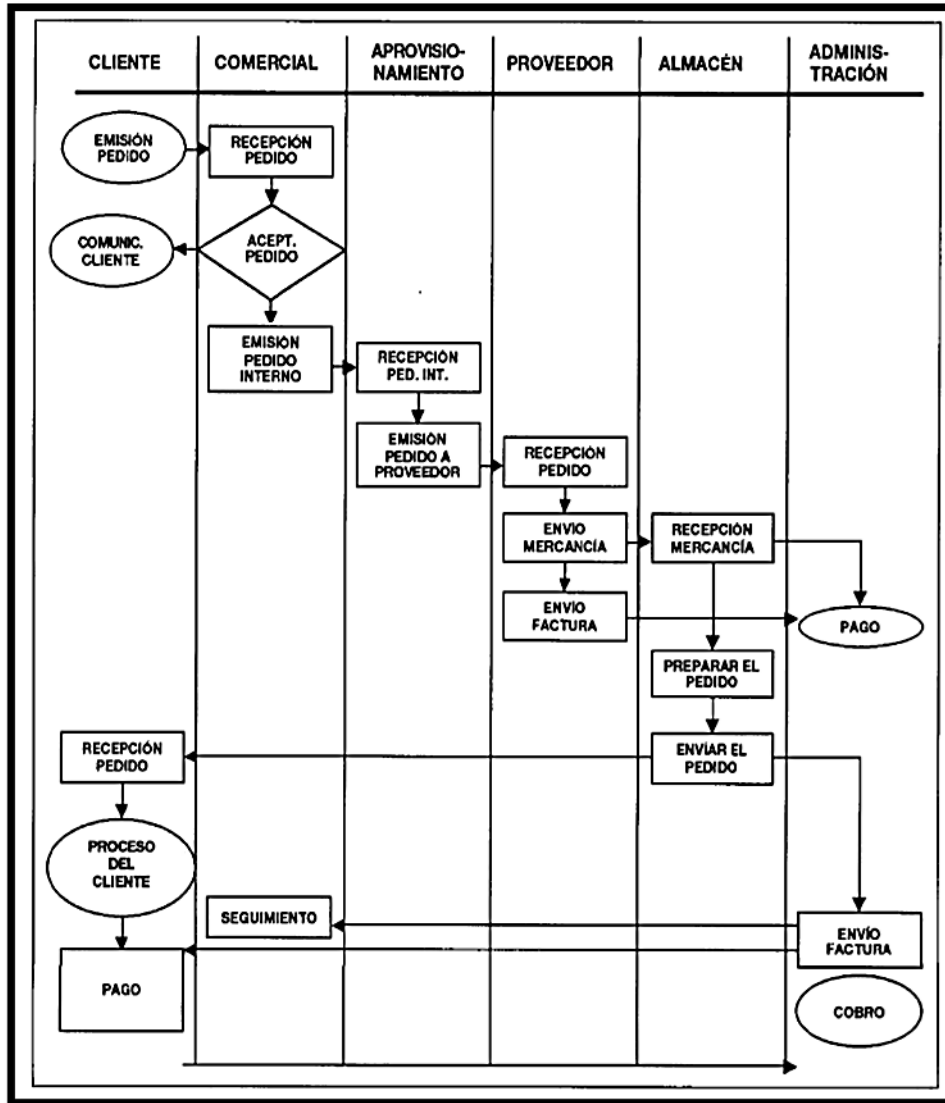 CLIENTE
COMERCIAL
APROVISIO-
NAMIENTO
PROVEEDOR
ALMACÉN
ADMINIS-
TRACIÓN
EMISIÓN
PEDIDO
RECEPCIÓN
PEDIDO
COMUNIC.
CLIENTE
ACEPT.
PEDIDO
EMISIÓN
PEDIDO
INTERNO
RECEPCIÓN
PED. INT.
EMISIÓN
PEDIDO A
PROVEEDOR
RECEPCIÓN
PEDIDO
ENVIO
MERCANCÍA
RECEPCIÓN
MERCANCÍA
ENVÍO
FACTURA
PAGO
PREPARAR EL
PEDIDO
RECEPCIÓN
PEDIDO
ENVÍAR EL
PEDIDO
PROCESO
DEL
CLIENTE
SEGUIMIENTO
ENVÍO
FACTURA
PAGO
COBRO